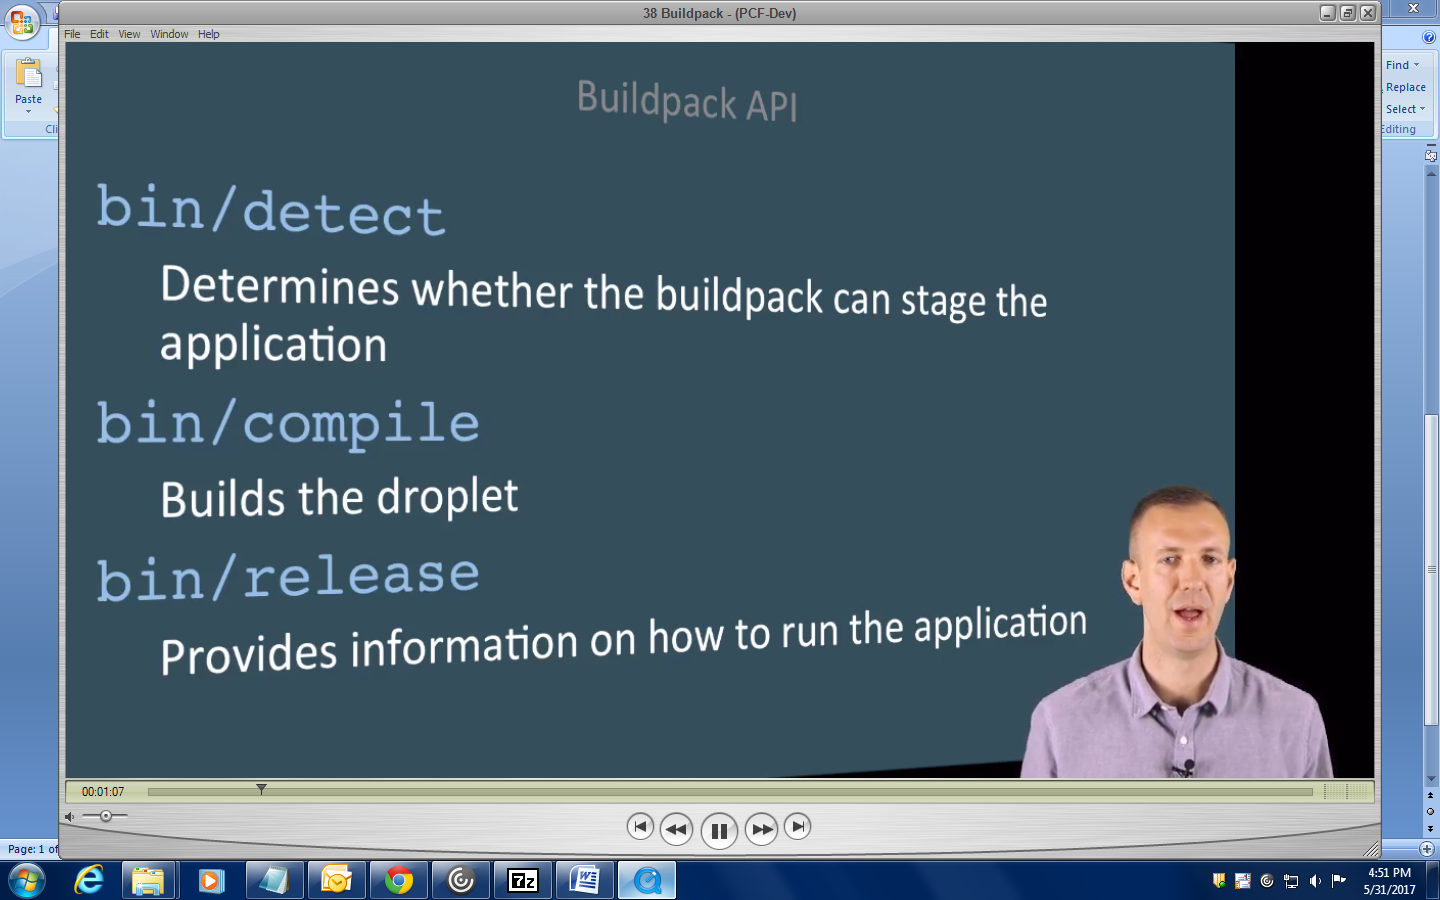 38 Buildpack - (PCF-Dev)
File Edit View Window Help
Find
Paste
Replace
Select
Editing
Buildpack API
bin/detect
Determines whether the buildpack can stage the
application
bin/compile
Builds the droplet
bin/release
Provides information on how to run the application
00:01:07
Page: 1 of
7z
4:51 PM
5/31/2017